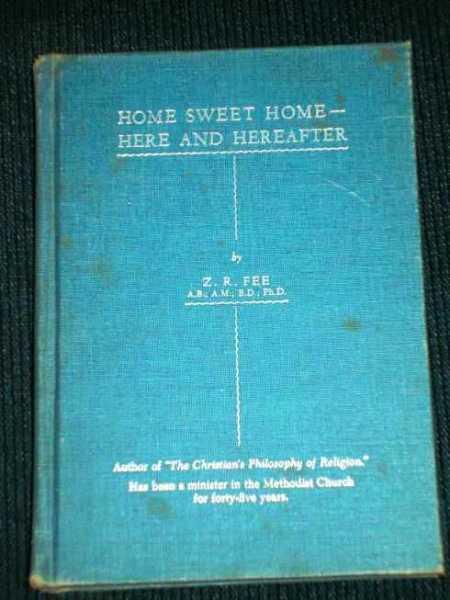 HOME SWEET HOME—
HERE AND HEREAFTER
by
Z. R. FEE
A.B.; A.M.; B.D.; Ph.D.
Author of "The Christian's Philosophy of Religion."
Has been a minister in the Methodist Church
for forty-five years.